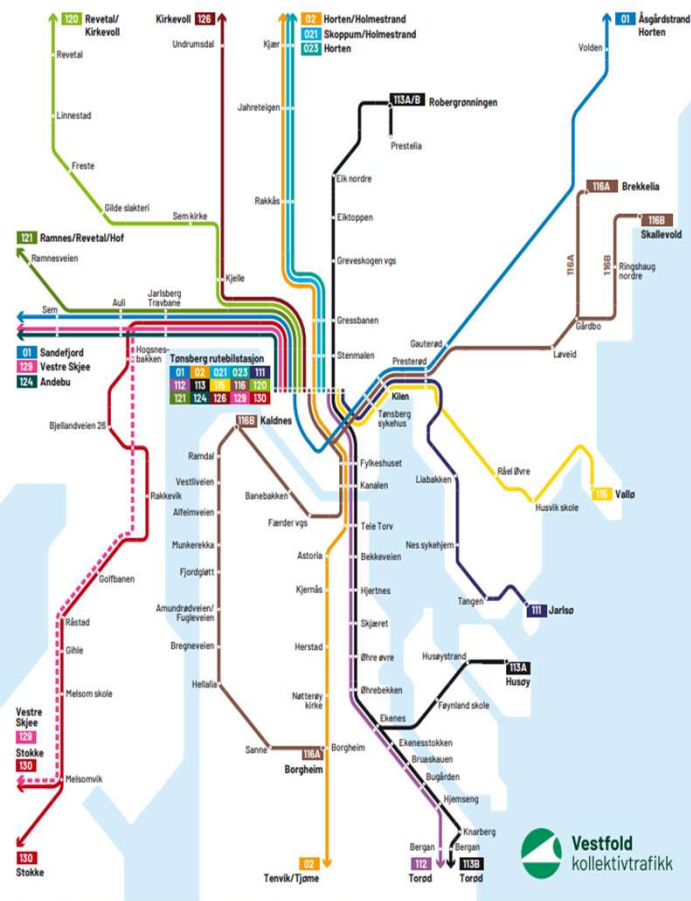 120 Revetal/
Kirkevoll
Kirkevoll 126
02 Horten/Holmestrand
021 Skoppum/Holmestrand
023 Horten
01 Åsgårdstrand
Horten
Revetal
Undrumsdal
Kjær
Volden
Linnestad
Jahreteigen
113A/B Robergrønningen
Prestelia
Freste
Eik nordre
116A Brekkelia
Gilde slakteri
Sem kirke
Rakkås
Eiktoppen
116B
Skallevold
121 Ramnes/Revetal/Hof
Ramnesveien
Kjelle
Greveskogen vgs
116A
116B
Ringshaug
nordre
Sem
Auli
Jarlsberg
Travbane
Gressbanen
Gårdbo
01 Sandefjord
129 Vestre Skjee
124 Andebu
Hogsnes-
bakken
Tønsberg rutebilstasjon
01 02 021 023 111
112 113 115 116 120
121 124 126 129 130
Stenmalen
Gauterød
Presterød
Løveid
Kilen
Tønsberg
sykehus
Bjellandveien 26
116B Kaldnes
Ramdal
Fylkeshuset
Vestliveien
Banebakken
Kanalen
Liabakken
Råel Øvre
115 Vallø
Rakkevik
Alfeimveien
Færder vgs
Teie Torv
Husvik skole
Munkerekka
Astoria
Bekkeveien
Nes sykehjem
Golfbanen
Fjordgløtt
Kjernås
Hjertnes
Tangen
111 Jarlsø
Råstad
Amundrødveien/
Fugleveien
Skjæret
Gihle
Bregneveien
Herstad
Øhre øvre
Husøystrand
113A
Husøy
Melsom skole
Hellalia
Nøtterøy
kirke
Øhrebekken
Føynland skole
Vestre
Skjee
129
Stokke
130
Ekenes
Sanne
116A
Borgheim
Borgheim
Ekenesstokken
Bruaskauen
Melsomvik
Bugården
Hjemseng
Knarberg
Bergan
Bergan
130
Stokke
02
Tenvik/Tjøme
112
Torød
113B
Torød
Vestfold
kollektivtrafikk